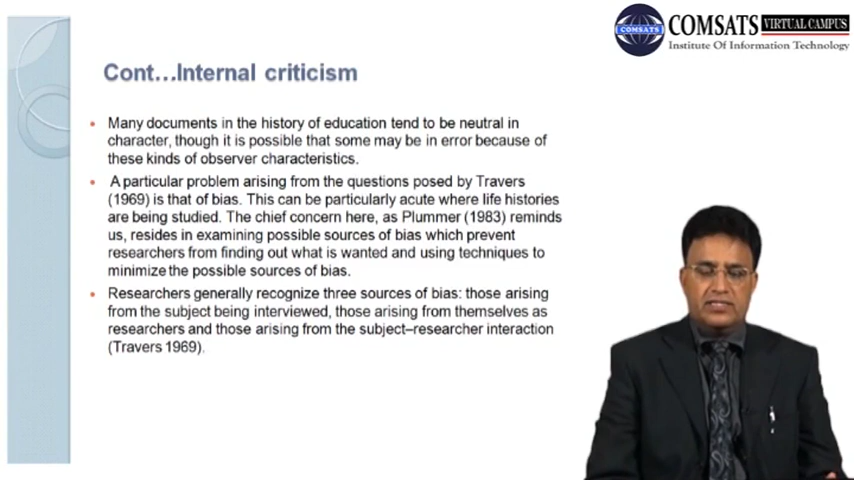 COMSATS VIRTUAL CAMPUS
COMSATS
Institute Of Information Technology
Cont...Internal criticism
Many documents in the history of education tend to be neutral in
character, though it is possible that some may be in error because of
these kinds of observer characteristics.
A particular problem arising from the questions posed by Travers
(1969) is that of bias. This can be particularly acute where life histories
are being studied. The chief concern here, as Plummer (1983) reminds
us, resides in examining possible sources of bias which prevent
researchers from finding out what is wanted and using techniques to
minimize the possible sources of bias.
Researchers generally recognize three sources of bias: those arising
from the subject being interviewed, those arising from themselves as
researchers and those arising from the subject–researcher interaction
(Travers 1969).